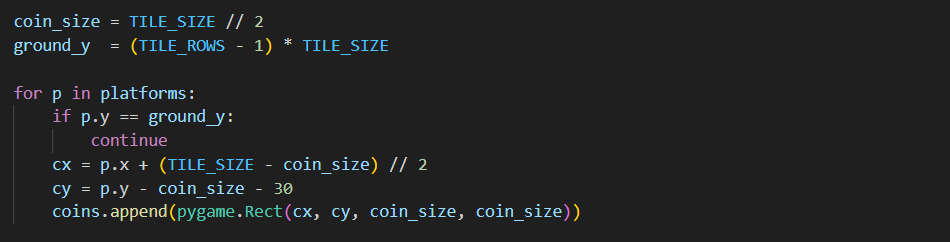 coin_size = TILE_SIZE // 2
ground_y  = (TILE_ROWS - 1) * TILE_SIZE

for p in platforms:
    if p.y == ground_y:
        continue
    cx = p.x + (TILE_SIZE - coin_size) // 2
    cy = p.y - coin_size - 30
    coins.append(pygame.Rect(cx, cy, coin_size, coin_size))